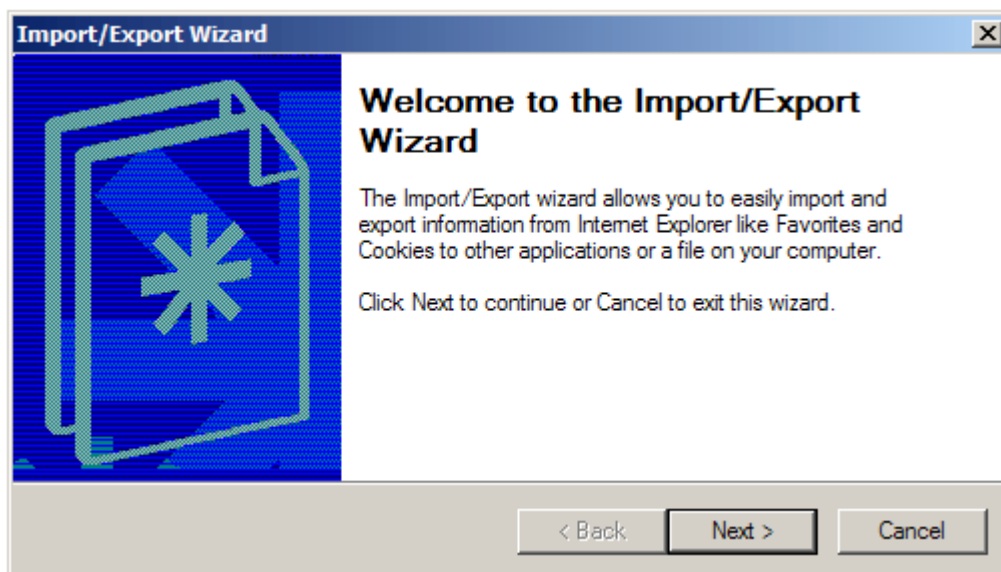 Import/Export Wizard
Welcome to the Import/Export
Wizard
The Import/Export wizard allows you to easily import and
export information from Internet Explorer like Favorites and
Cookies to other applications or a file on your computer.
Click Next to continue or Cancel to exit this wizard.
< Back Next > Cancel